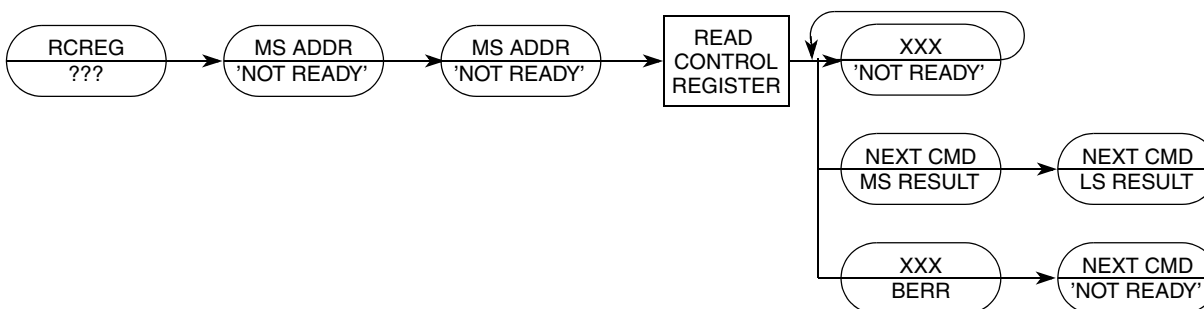 RCREG
???
MS ADDR
'NOT READY'
MS ADDR
'NOT READY'
READ
CONTROL
REGISTER
XXX
'NOT READY'
NEXT CMD
MS RESULT
NEXT CMD
LS RESULT
XXX
BERR
NEXT CMD
'NOT READY'